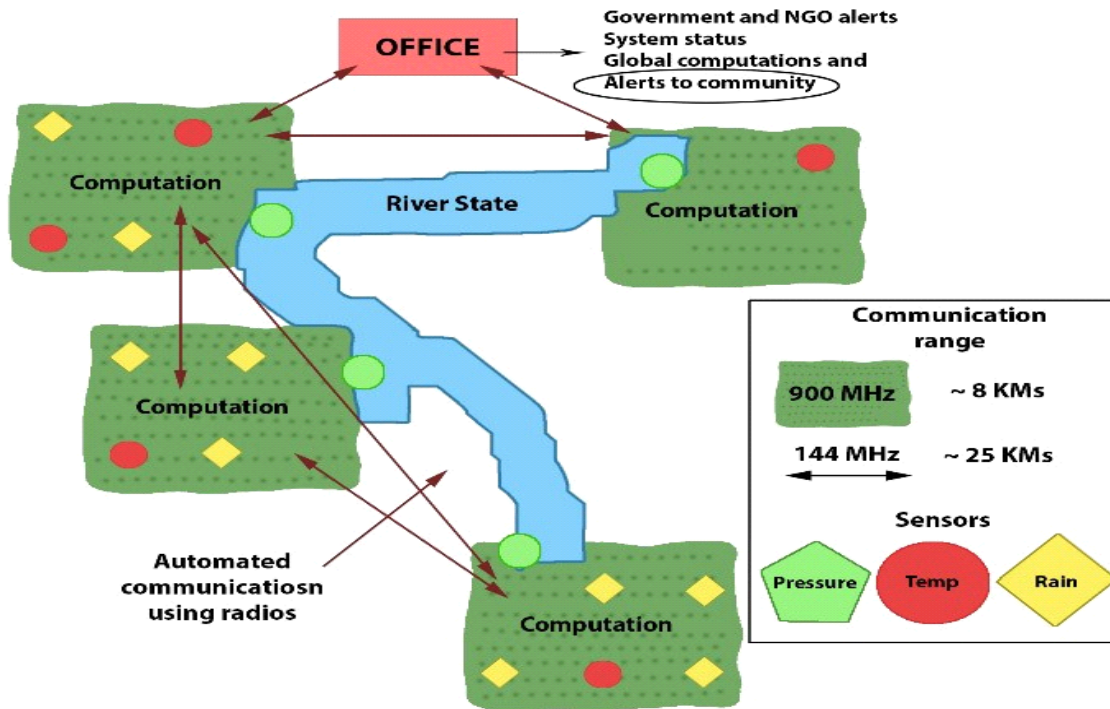 OFFICE
Government and NGO alerts
System status
Global computations and
Alerts to community
Computation
River State
Computation
Computation
Automated
communicatiosn
using radios
Computation
Communication
range
900 MHz
~ 8 KMs
144 MHz
~ 25 KMs
Sensors
Pressure
Temp
Rain